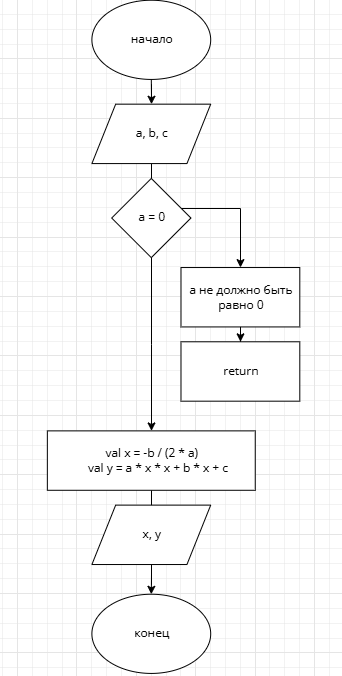 начало
a, b, c
a = 0
а не должно быть
равно 0
return
val x = -b / (2 * a)
val y = a * x * x + b * x + c
x, y
конец